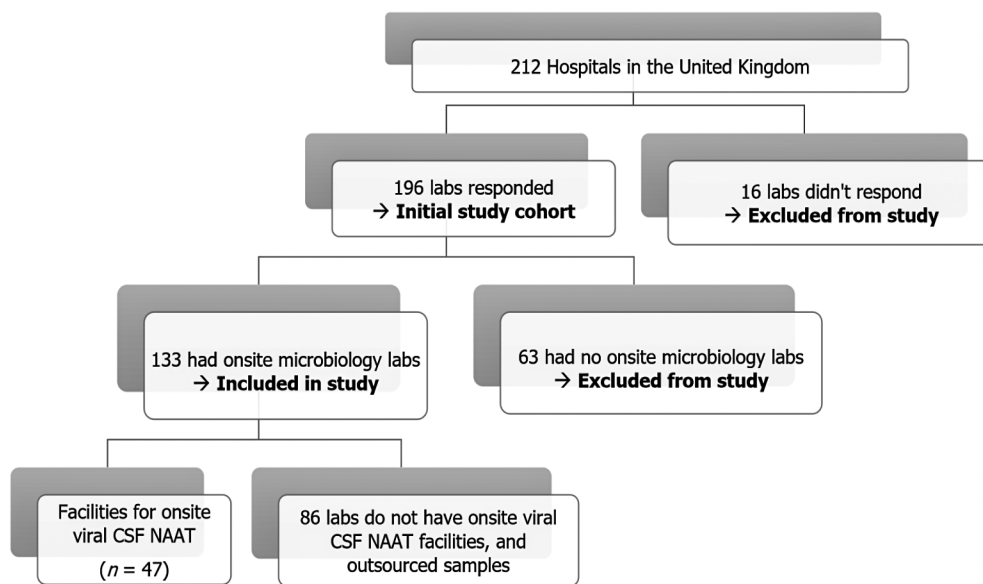 212 Hospitals in the United Kingdom
196 labs responded
→ Initial study cohort
16 labs didn't respond
→ Excluded from study
133 had onsite microbiology labs
→ Included in study
63 had no onsite microbiology labs
→ Excluded from study
Facilities for onsite
viral CSF NAAT
(n = 47)
86 labs do not have onsite viral
CSF NAAT facilities, and
outsourced samples